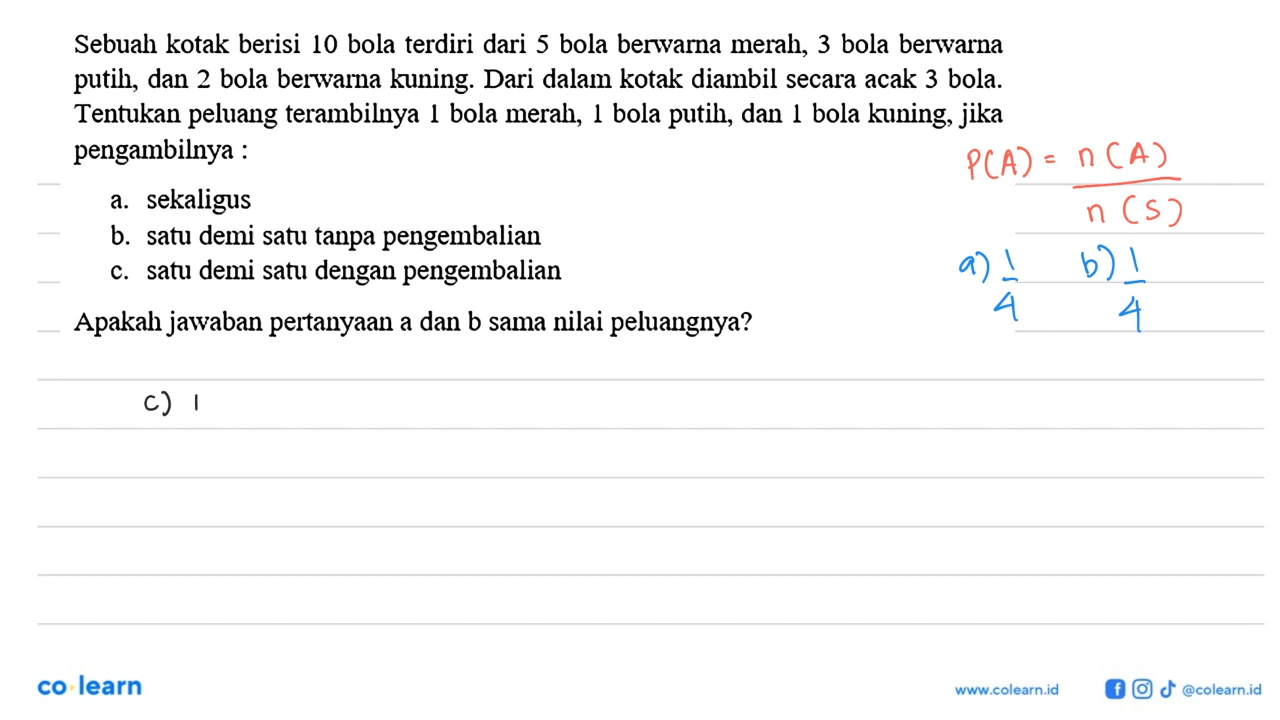 Sebuah kotak berisi 10 bola terdiri dari 5 bola berwarna merah, 3 bola berwarna
putih, dan 2 bola berwarna kuning. Dari dalam kotak diambil secara acak 3 bola.
Tentukan peluang terambilnya 1 bola merah, 1 bola putih, dan 1 bola kuning, jika
pengambilnya :
P(A) = n(A)
n(S)
a. sekaligus
b. satu demi satu tanpa pengembalian
c. satu demi satu dengan pengembalian
a) 1/4 b) 1/4
Apakah jawaban pertanyaan a dan b sama nilai peluangnya?
c) 1
co learn
www.colearn.id @colearn.id